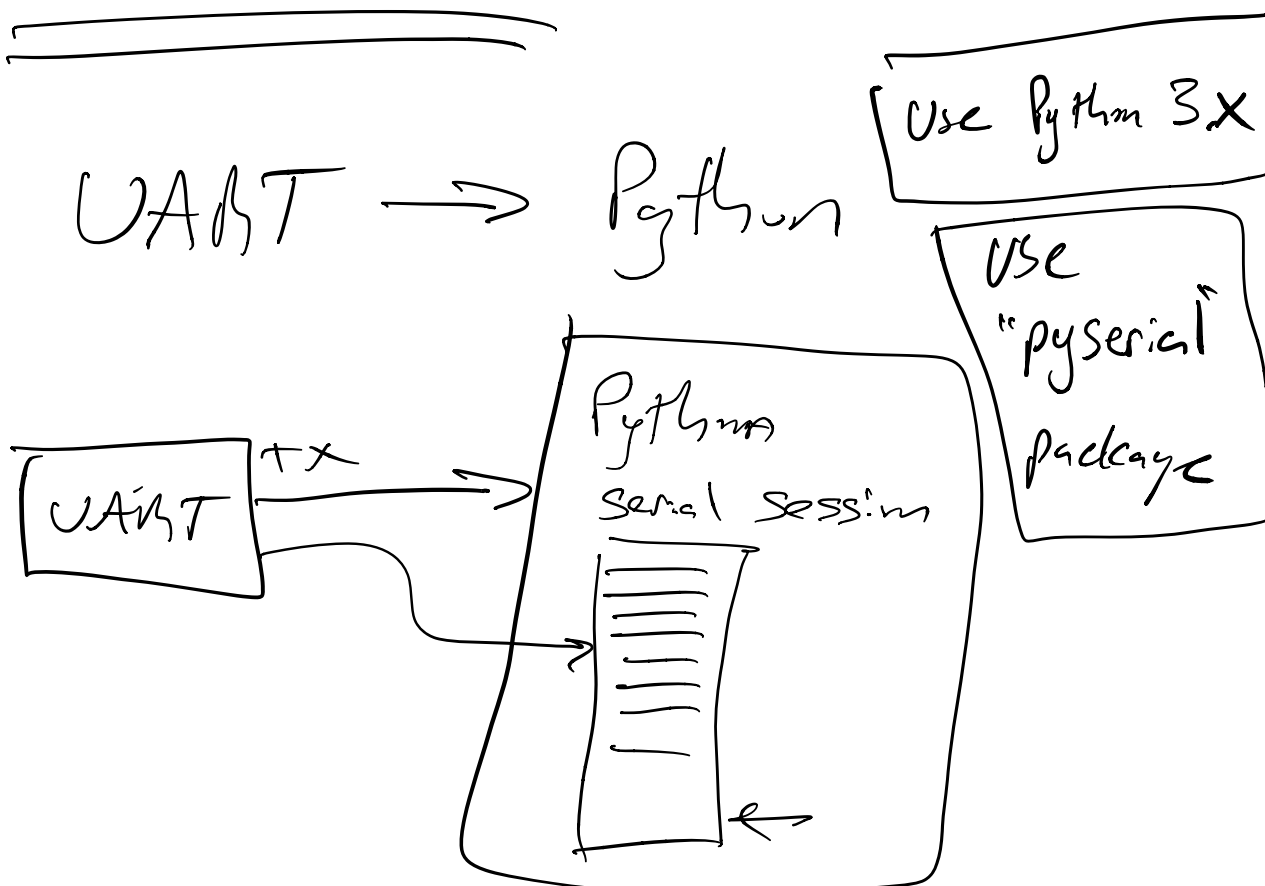 UART → Python
Use Python 3.x
Use
"pyserial"
package
UART
TX
Python
serial session